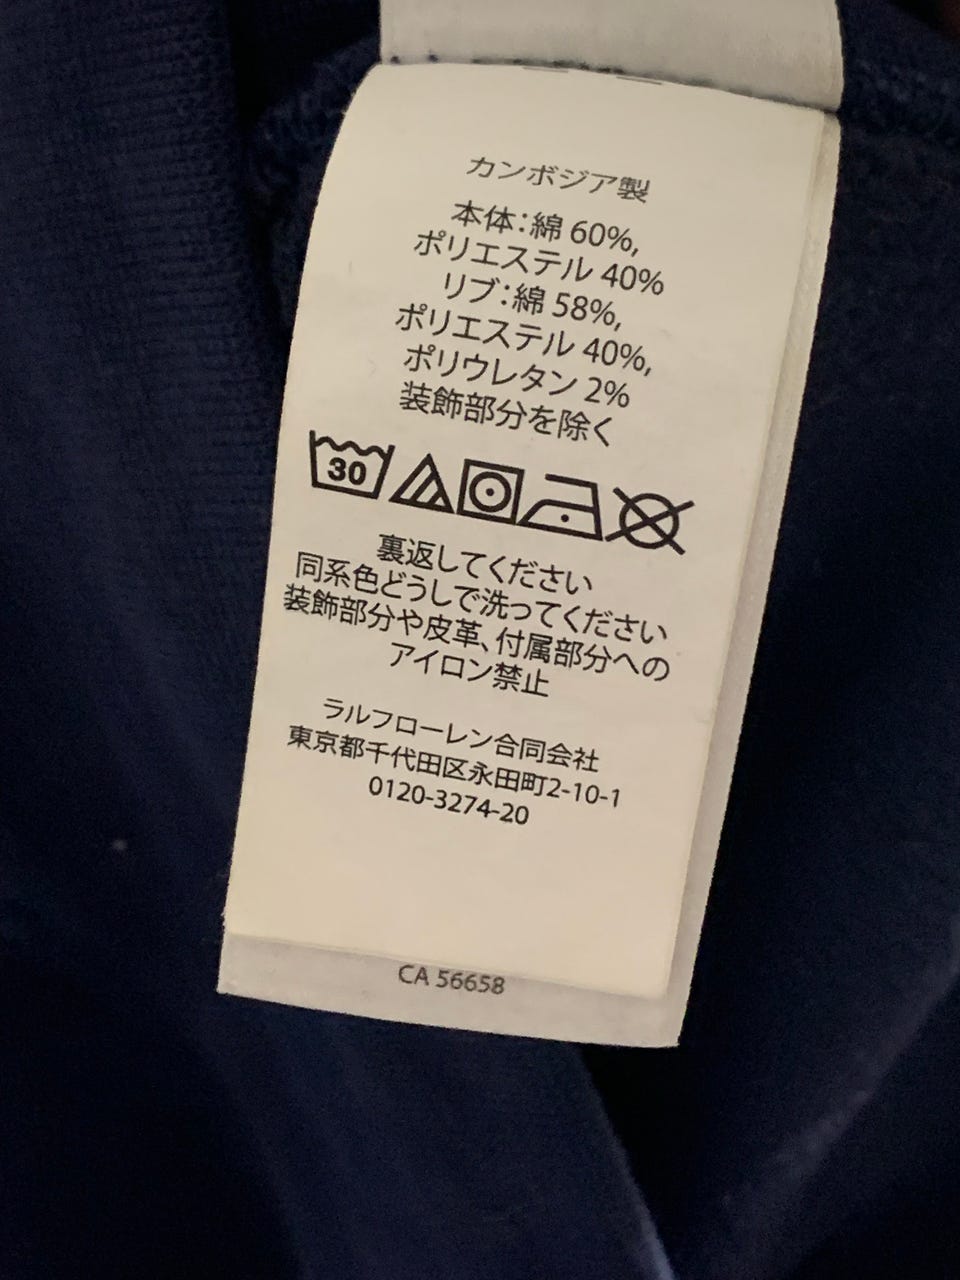 カンボジア製
本体：綿 60%,
ポリエステル 40%
リブ：綿 58%,
ポリエステル 40%,
ポリウレタン 2%
装飾部分を除く
30
裏返してください
同系色どうしで洗ってください
装飾部分や皮革、付属部分への
アイロン禁止
ラルフローレン合同会社
東京都千代田区永田町2-10-1
0120-3274-20
CA 56658